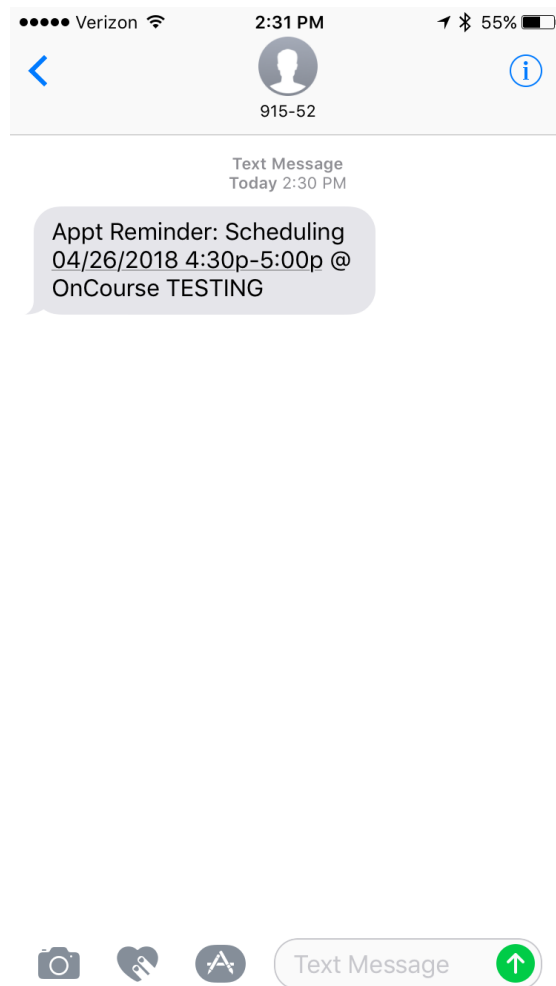 Verizon 2:31 PM 55%
915-52
Text Message
Today 2:30 PM
Appt Reminder: Scheduling
04/26/2018 4:30p-5:00p @
OnCourse TESTING
Text Message